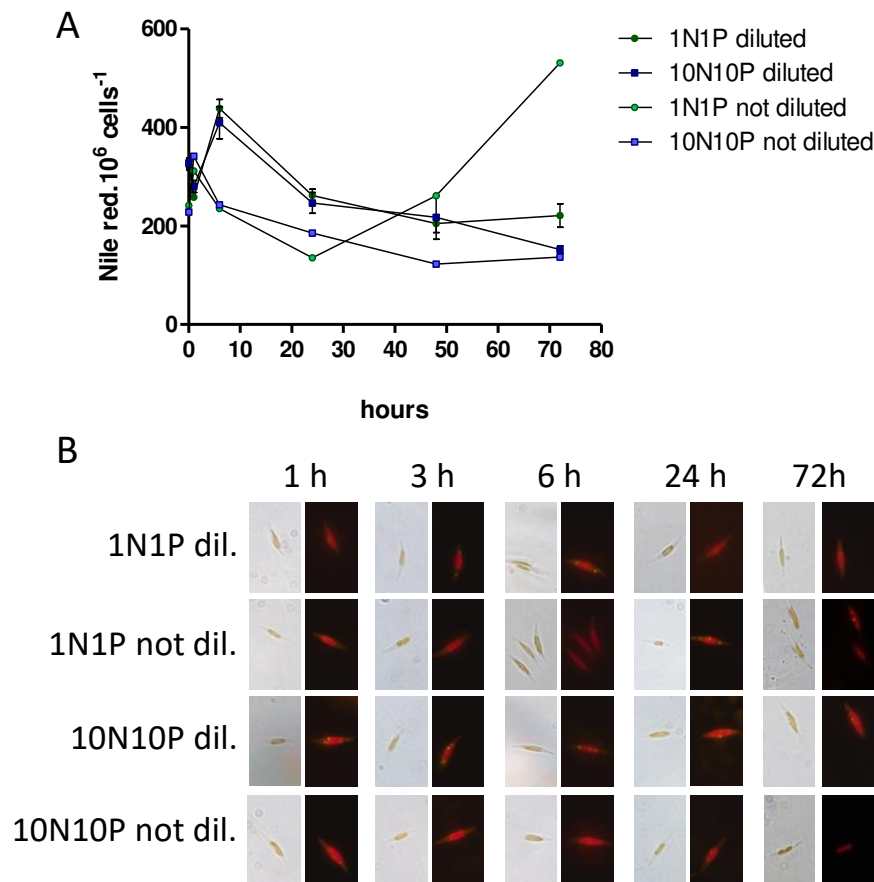 A
600
400
200
0
Nile red.10⁶ cells⁻¹
0 10 20 30 40 50 60 70 80
hours
1N1P diluted
10N10P diluted
1N1P not diluted
10N10P not diluted
B
1 h 3 h 6 h 24 h 72h
1N1P dil.
1N1P not dil.
10N10P dil.
10N10P not dil.